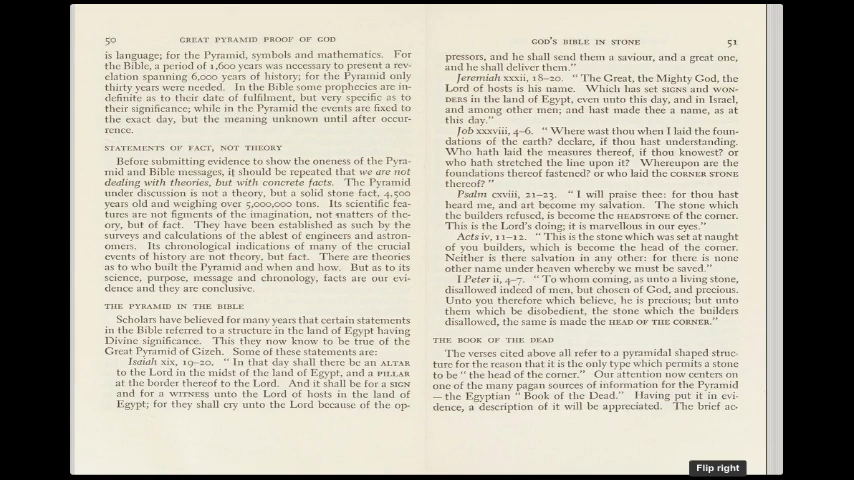 50 GREAT PYRAMID PROOF OF GOD
is language; for the Pyramid, symbols and mathematics. For
the Bible, a period of 1,600 years was necessary to present a rev-
elation spanning 6,000 years of history; for the Pyramid only
thirty years were needed. In the Bible some prophecies are in-
definite as to their date of fulfilment, but very specific as to
their significance; while in the Pyramid the events are fixed to
the exact day, but the meaning unknown until after occur-
rence.
STATEMENTS OF FACT, NOT THEORY
Before submitting evidence to show the oneness of the Pyra-
mid and Bible messages, it should be repeated that we are not
dealing with theories, but with concrete facts. The Pyramid
under discussion is not a theory, but a solid stone fact, 4,500
years old and weighing over 5,000,000 tons. Its scientific fea-
tures are not figments of the imagination, not matters of the-
ory, but of fact. They have been established as such by the
surveys and calculations of the ablest of engineers and astron-
omers. Its chronological indications of many of the crucial
events of history are not theory, but fact. There are theories
as to who built the Pyramid and when and how. But as to its
science, purpose, message and chronology, facts are our evi-
dence and they are conclusive.
THE PYRAMID IN THE BIBLE
Scholars have believed for many years that certain statements
in the Bible referred to a structure in the land of Egypt having
Divine significance. This they now know to be true of the
Great Pyramid of Gizeh. Some of these statements are:
Isaiah xix, 19-20. "In that day shall there be an ALTAR
to the Lord in the midst of the land of Egypt, and a PILLAR
at the border thereof to the Lord. And it shall be for a SIGN
and for a WITNESS unto the Lord of hosts in the land of
Egypt; for they shall cry unto the Lord because of the op-
GOD'S BIBLE IN STONE 51
pressors, and he shall send them a saviour, and a great one,
and he shall deliver them."
Jeremiah xxxii, 18-20. "The Great, the Mighty God, the
Lord of hosts is his name. Which has set SIGNS and WON-
DERS in the land of Egypt, even unto this day, and in Israel,
and among other men; and hast made thee a name, as at
this day."
Job xxxviii, 4-6. "Where wast thou when I laid the foun-
dations of the earth? declare, if thou hast understanding.
Who hath laid the measures thereof, if thou knowest? or
who hath stretched the line upon it? Whereupon are the
foundations thereof fastened? or who laid the CORNER STONE
thereof?"
Psalm cxviii, 21-23. "I will praise thee: for thou hast
heard me, and art become my salvation. The stone which
the builders refused, is become the HEADSTONE of the corner.
This is the Lord's doing; it is marvellous in our eyes."
Acts iv, 11-12. "This is the stone which was set at naught
of you builders, which is become the head of the corner.
Neither is there salvation in any other: for there is none
other name under heaven whereby we must be saved."
I Peter ii, 4-7. "To whom coming, as unto a living stone,
disallowed indeed of men, but chosen of God, and precious.
Unto you therefore which believe, he is precious; but unto
them which be disobedient, the stone which the builders
disallowed, the same is made the HEAD OF THE CORNER."
THE BOOK OF THE DEAD
The verses cited above all refer to a pyramidal shaped struc-
ture for the reason that it is the only type which permits a stone
to be "the head of the corner." Our attention now centers on
one of the many pagan sources of information for the Pyramid
— the Egyptian "Book of the Dead." Having put it in evi-
dence, a description of it will be appreciated. The brief ac-
Flip right